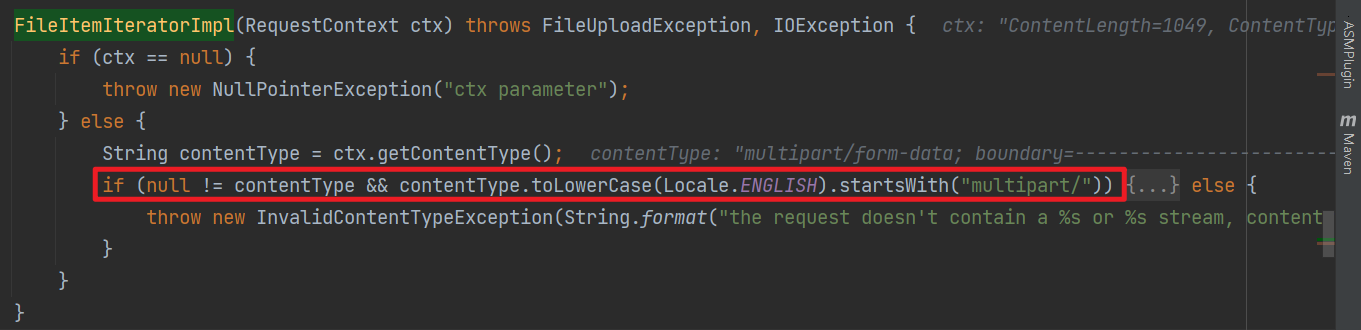 FileItemIteratorImpl(RequestContext ctx) throws FileUploadException, IOException {   ctx: "ContentLength=1049, ContentTyp
    if (ctx == null) {
        throw new NullPointerException("ctx parameter");
    } else {
        String contentType = ctx.getContentType();   contentType: "multipart/form-data; boundary=---------------------------
        if (null != contentType && contentType.toLowerCase(Locale.ENGLISH).startsWith("multipart/")) {...} else {
            throw new InvalidContentTypeException(String.format("the request doesn't contain a %s or %s stream, content
        }
    }
}
ASMPlugin
m Maven